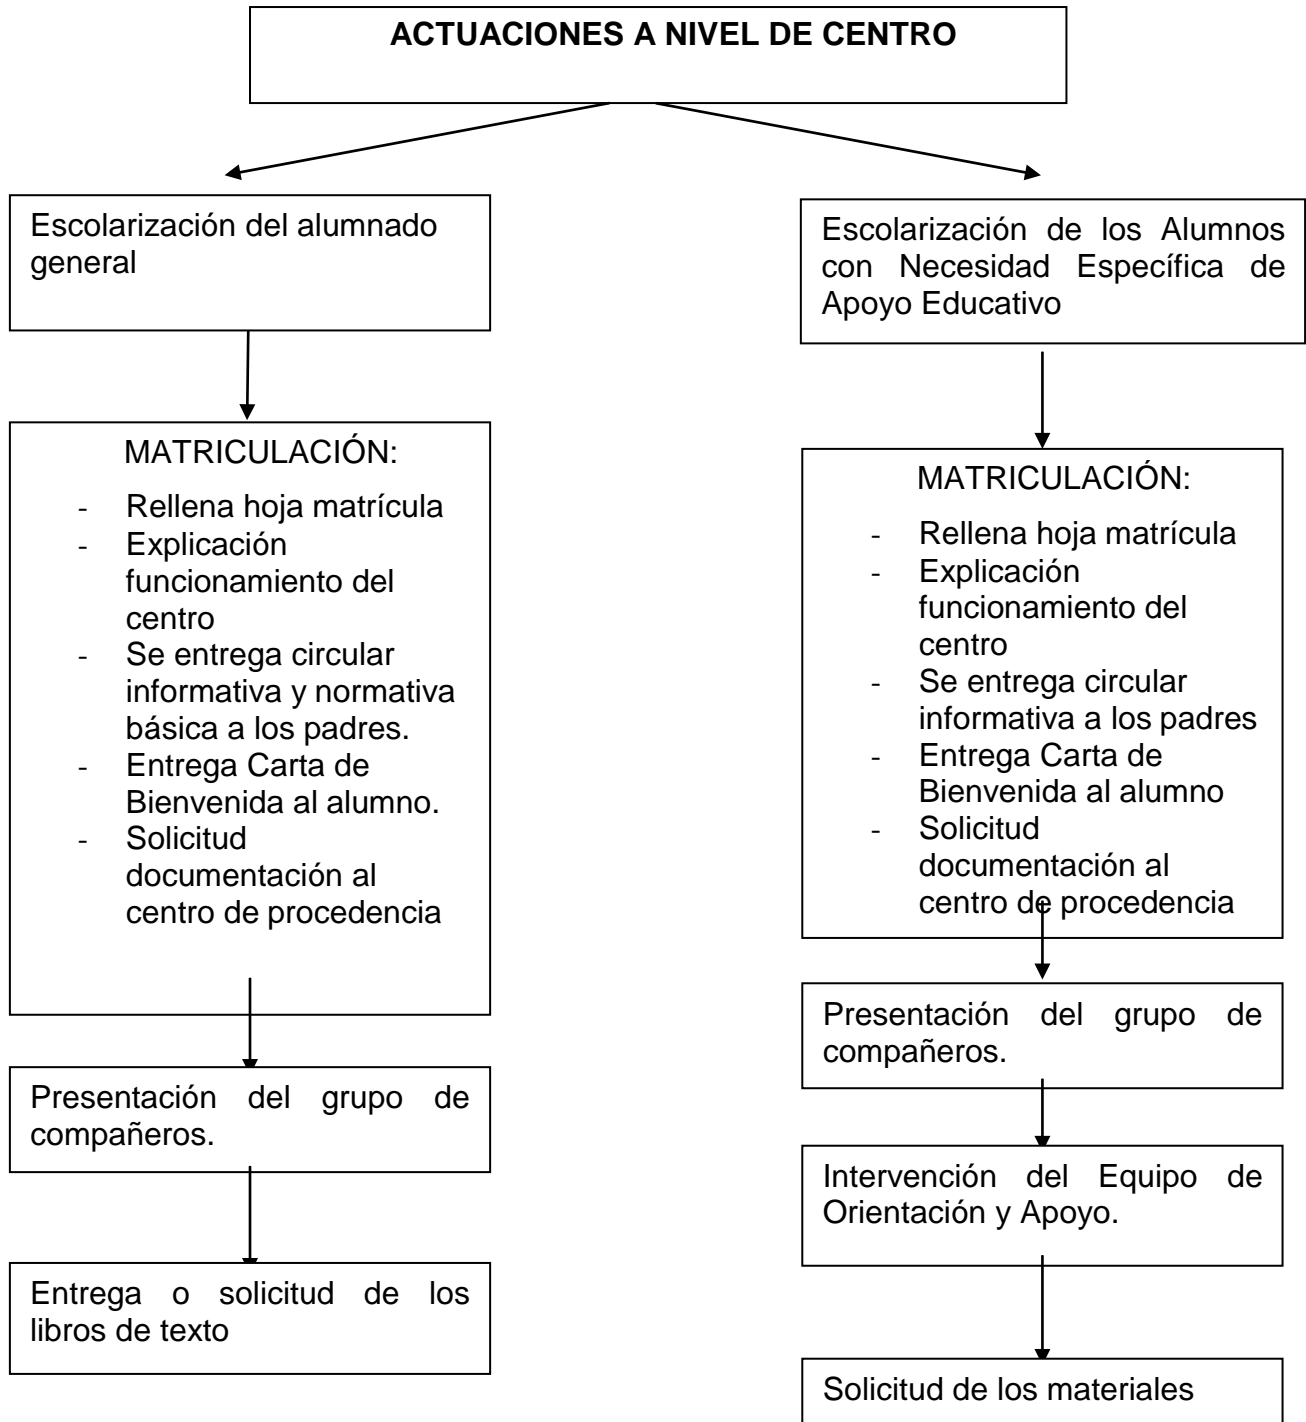 ACTUACIONES A NIVEL DE CENTRO
Escolarización del alumnado
general
MATRICULACIÓN:
- Rellena hoja matrícula
- Explicación
funcionamiento del
centro
- Se entrega circular
informativa y normativa
básica a los padres.
- Entrega Carta de
Bienvenida al alumno.
- Solicitud
documentación al
centro de procedencia
Presentación del grupo de
compañeros.
Entrega o solicitud de los
libros de texto
Escolarización de los Alumnos
con Necesidad Específica de
Apoyo Educativo
MATRICULACIÓN:
- Rellena hoja matrícula
- Explicación
funcionamiento del
centro
- Se entrega circular
informativa a los padres
- Entrega Carta de
Bienvenida al alumno
- Solicitud
documentación al
centro de procedencia
Presentación del grupo de
compañeros.
Intervención del Equipo de
Orientación y Apoyo.
Solicitud de los materiales